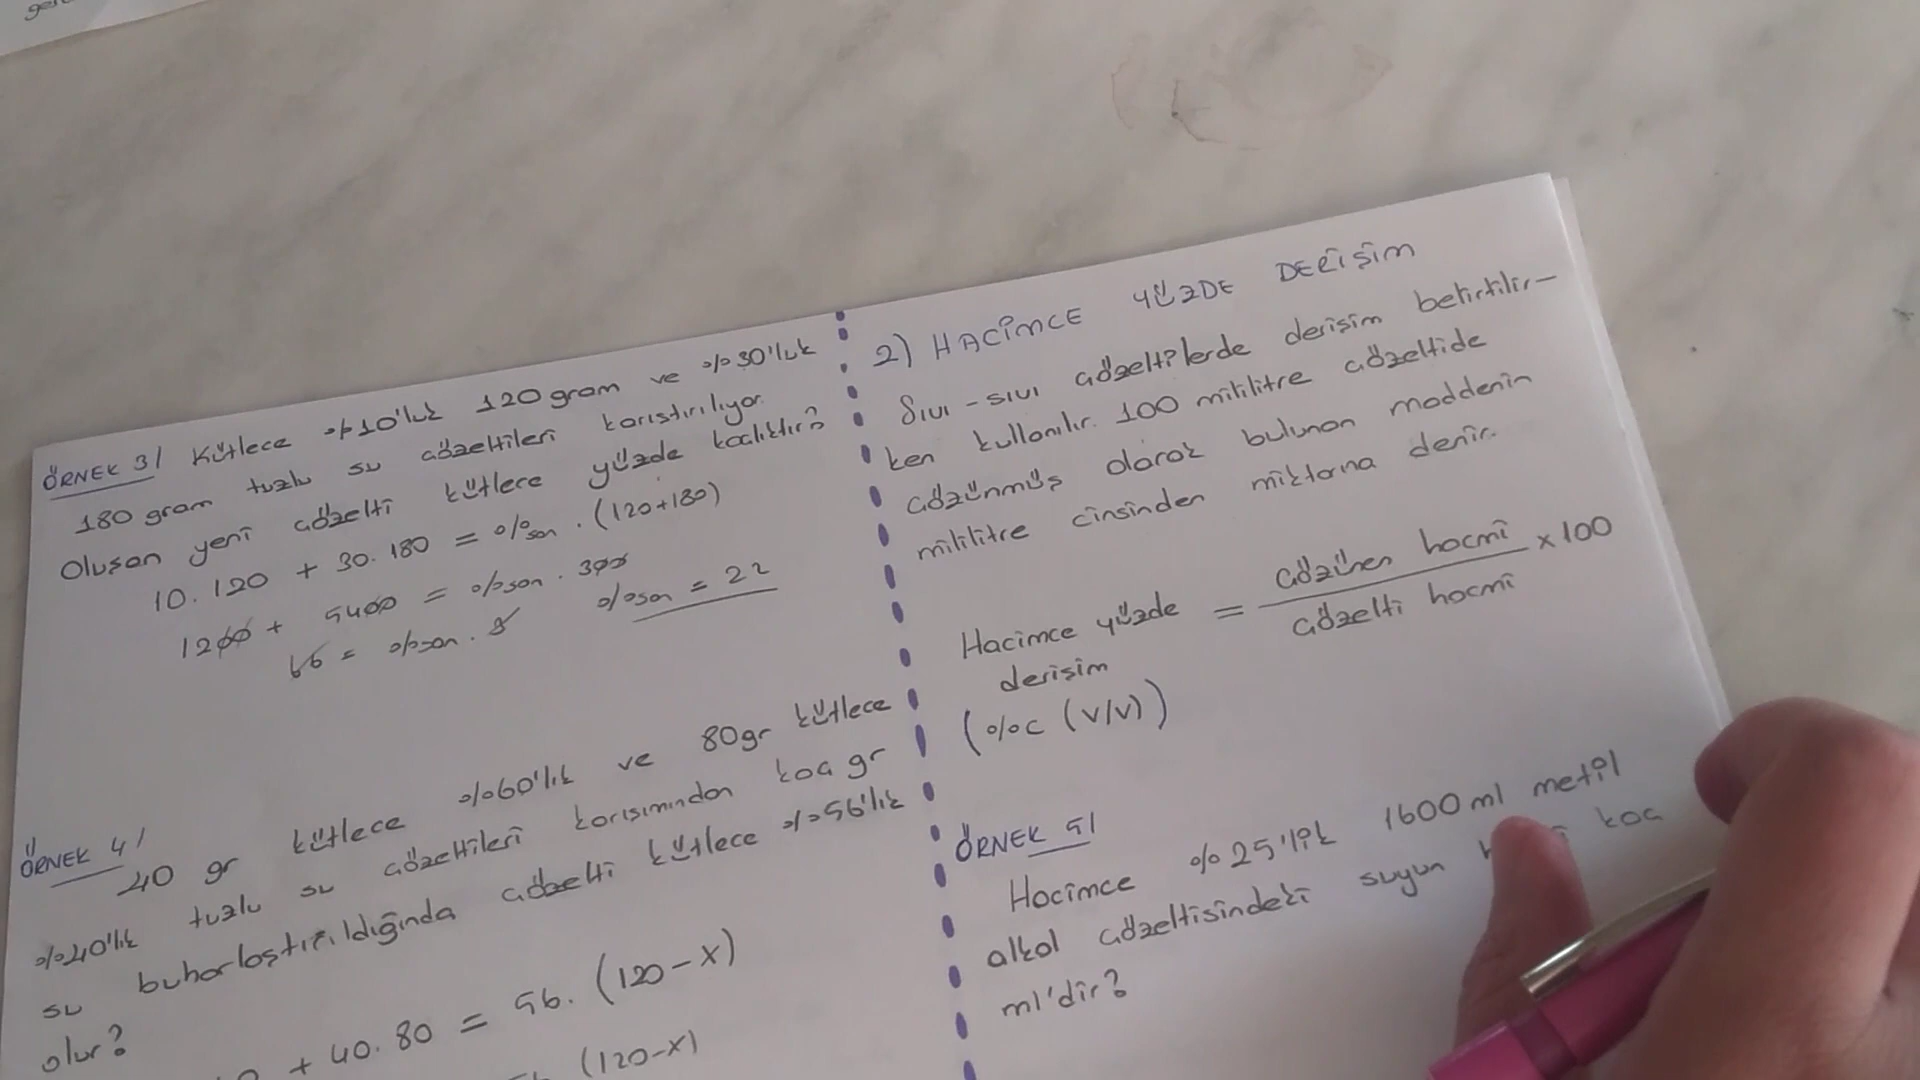 ÖRNEK 3/ Kütlece %10'luk 120 gram ve %30'luk
180 gram tuzlu su çözeltileri karıştırılıyor.
Oluşan yeni çözelti kütlece yüzde kaçlıktır?
10.120 + 30.180 = %son . (120+180)
1200 + 5400 = %son . 300
66 = %son . 3 %son = 22
ÖRNEK 4/
40 gr kütlece %60'lık ve 80gr kütlece
%40'lık tuzlu su çözeltileri karışımından kaç gr
su buharlaştırıldığında çözelti kütlece %56'lık
olur?
+ 40.80 = 56.(120-x)
(120-x)
2) HACİMCE YÜZDE DERİŞİM
Sıvı-sıvı çözeltilerde derişim belirtilir-
ken kullanılır. 100 mililitre çözeltide
çözünmüş olarak bulunan maddenin
mililitre cinsinden miktarına denir.
Hacimce yüzde = çözünen hacmi x 100
derişim çözelti hacmi
(%C (V/V))
ÖRNEK 5/
Hacimce %25'lik 1600 ml metil
alkol çözeltisindeki suyun kaç
ml'dir?